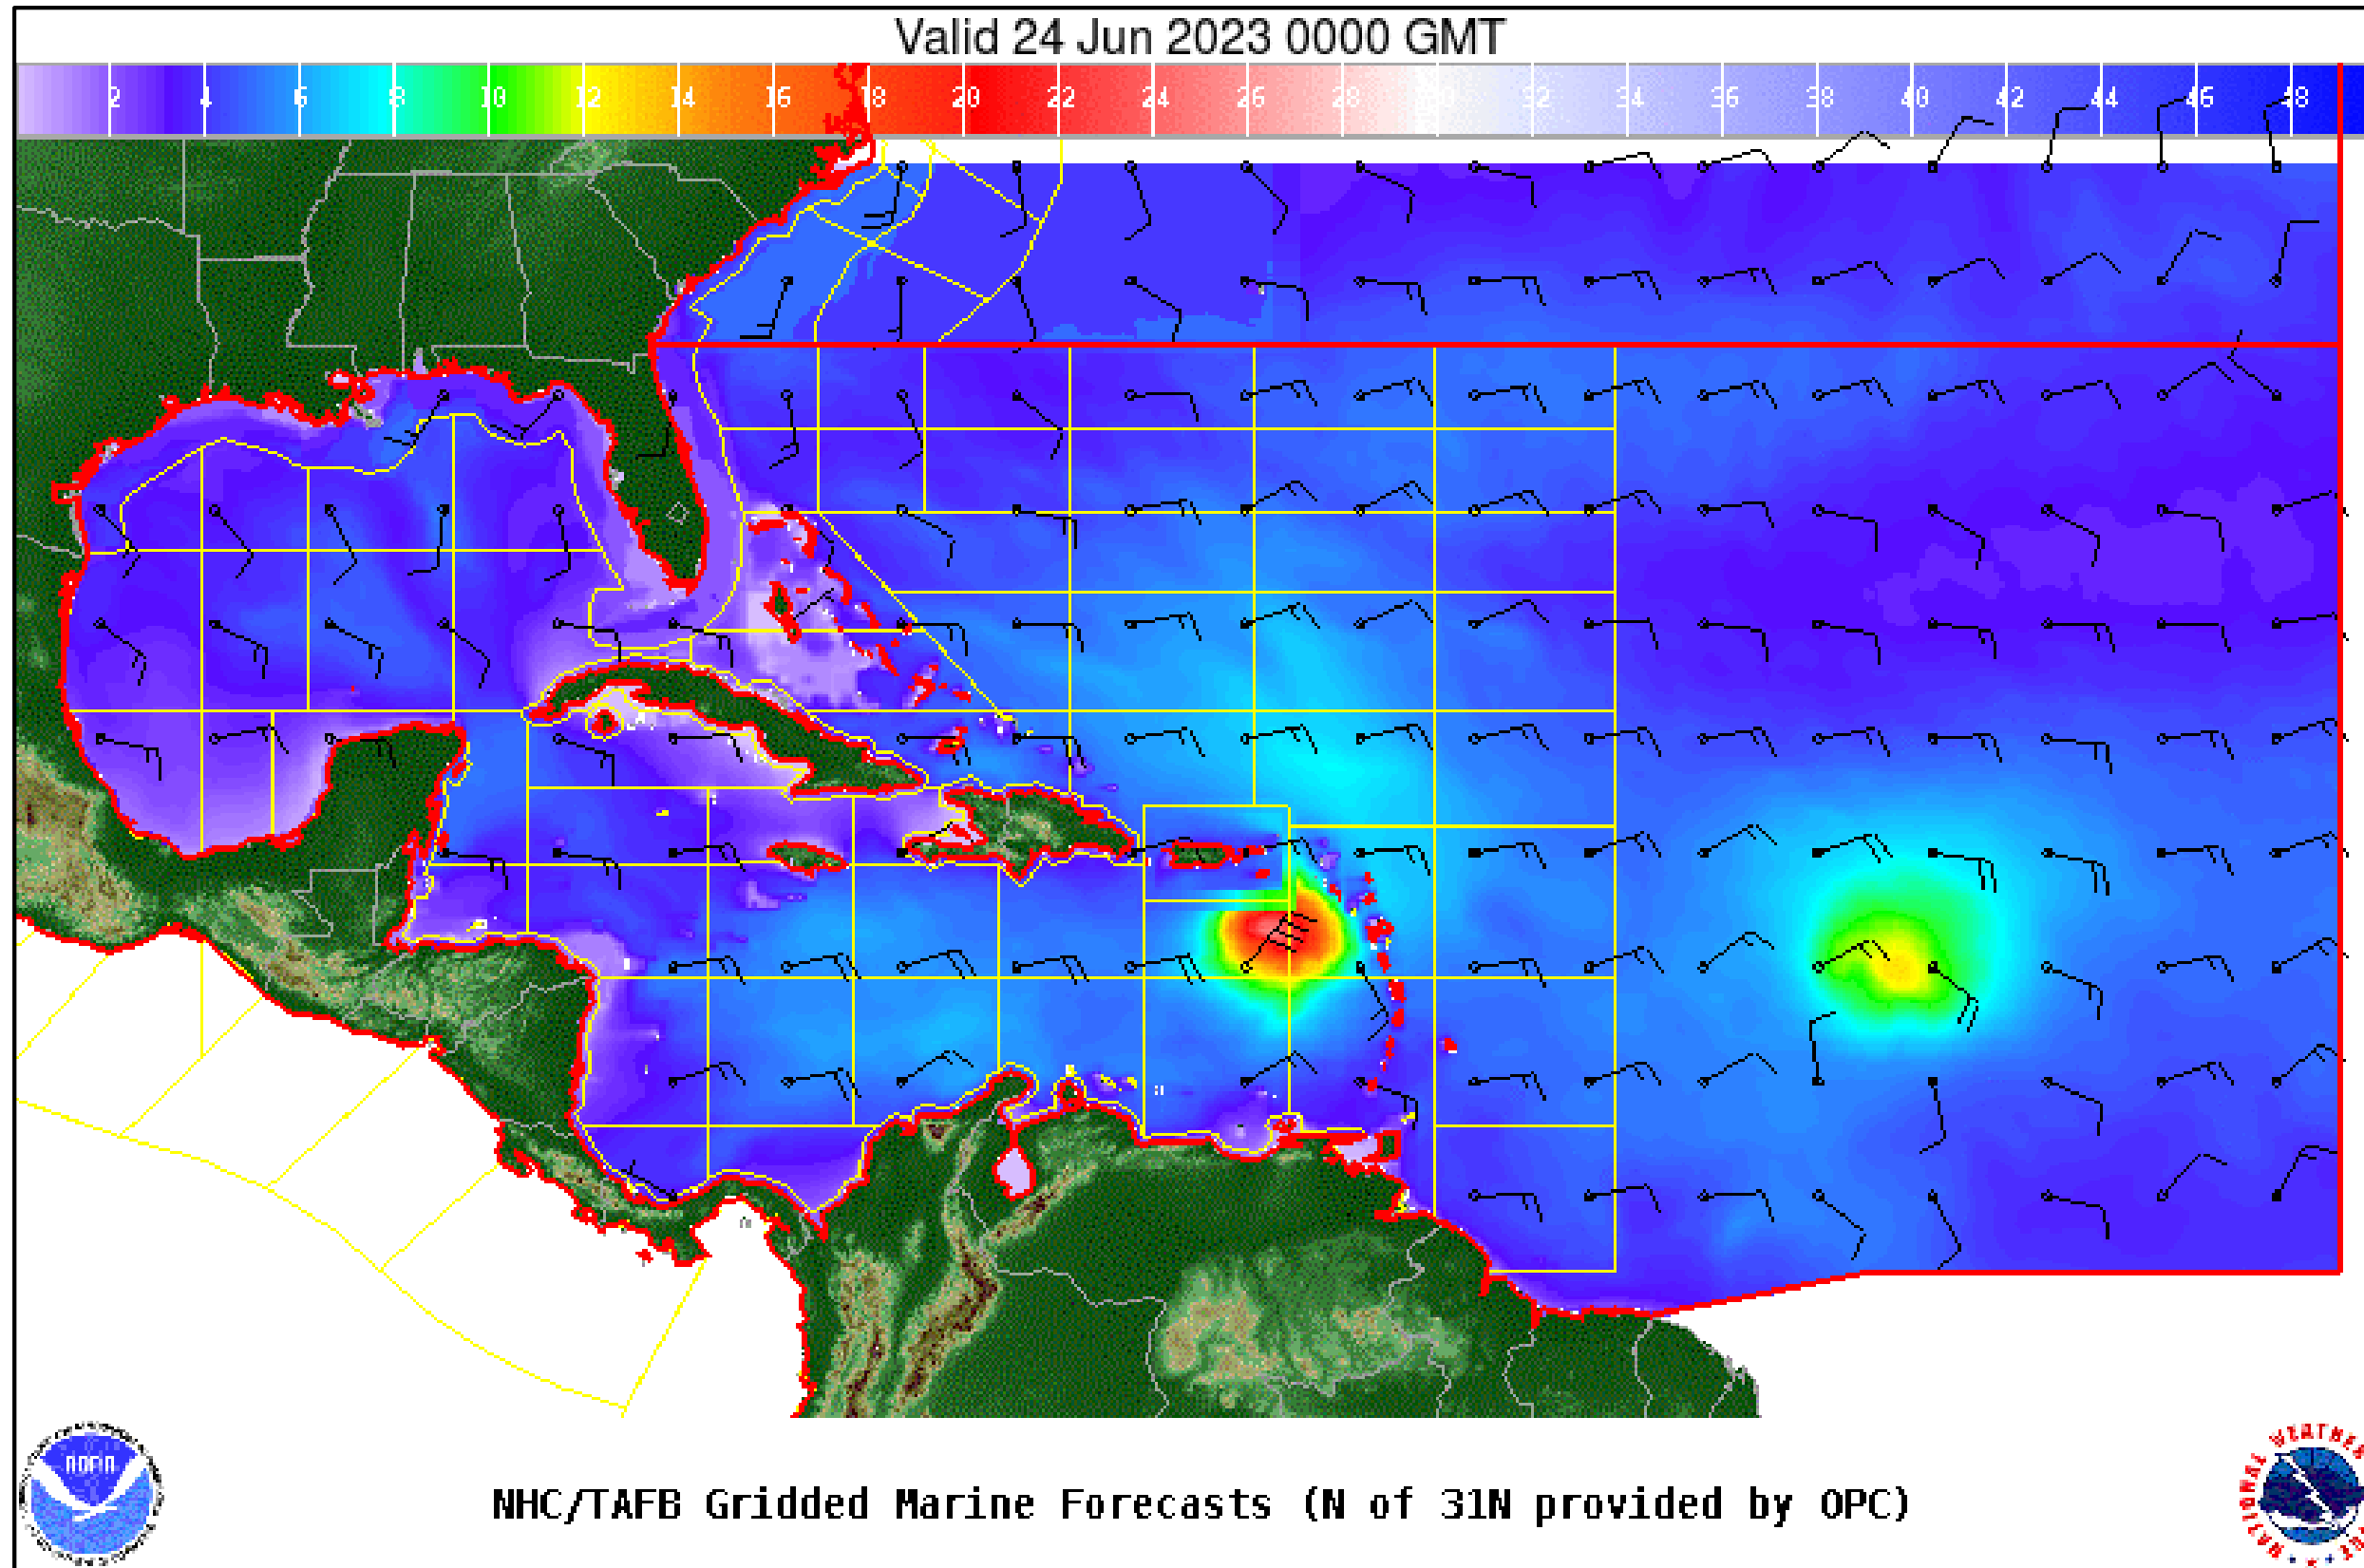 Valid 24 Jun 2023 0000 GMT
2 4 6 8 10 12 14 16 18 20 22 24 26 28 30 32 34 36 38 40 42 44 46 48
NOAA
NHC/TAFB Gridded Marine Forecasts (N of 31N provided by OPC)